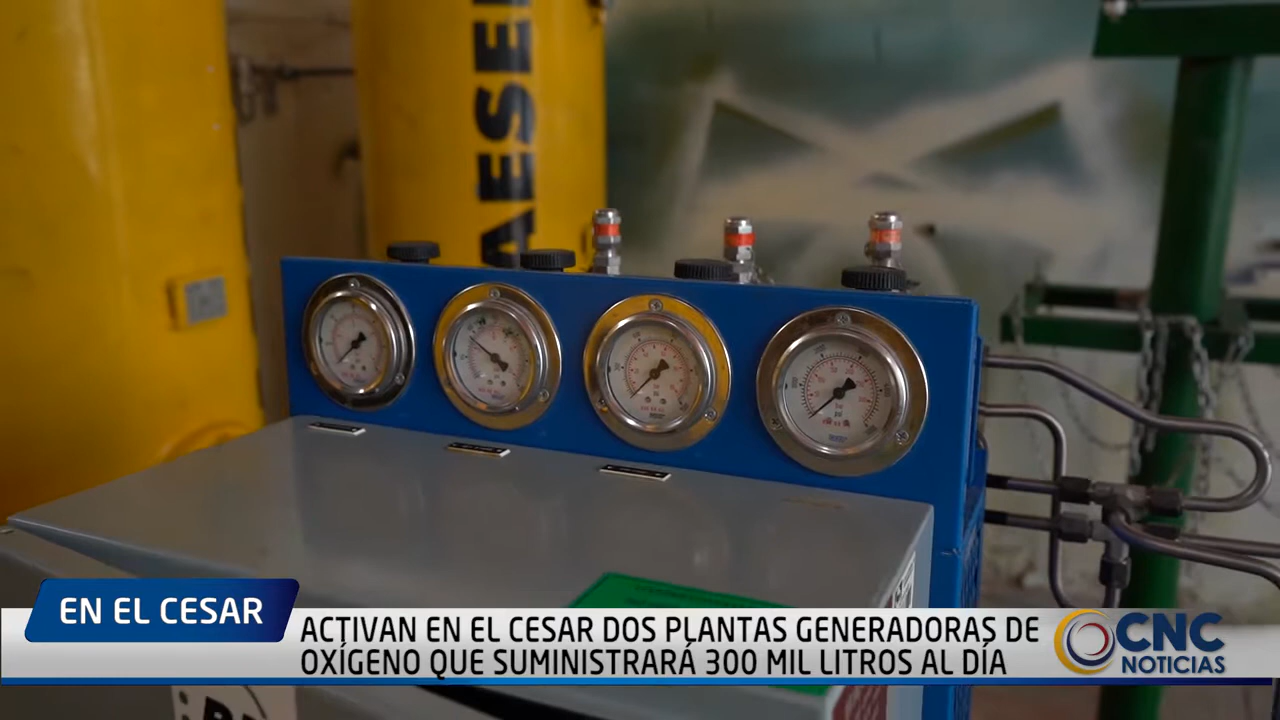 AESE
EN EL CESAR
ACTIVAN EN EL CESAR DOS PLANTAS GENERADORAS DE
OXÍGENO QUE SUMINISTRARÁ 300 MIL LITROS AL DÍA
CNC
NOTICIAS